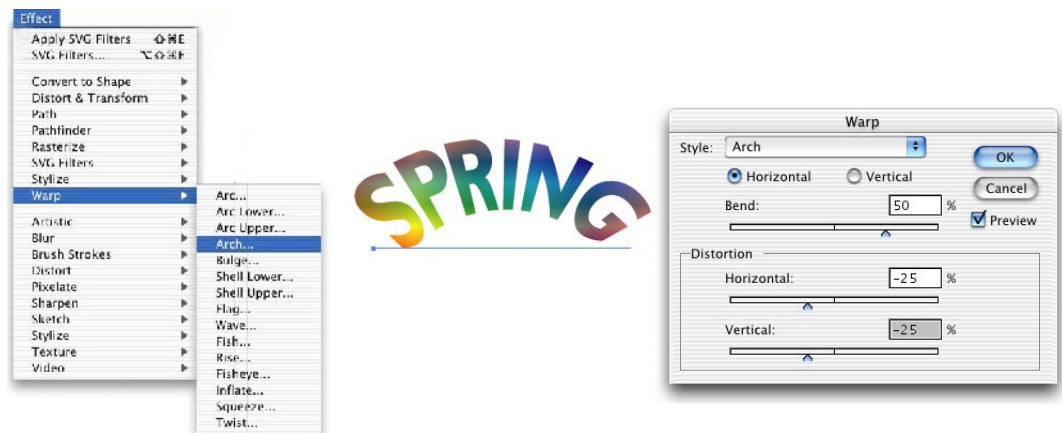 Effect
Apply SVG Filters ⇧⌘E
SVG Filters... ⌥⇧⌘E
Convert to Shape
Distort & Transform
Path
Pathfinder
Rasterize
SVG Filters
Stylize
Warp
Artistic
Blur
Brush Strokes
Distort
Pixelate
Sharpen
Sketch
Stylize
Texture
Video
Arc...
Arc Lower...
Arc Upper...
Arch...
Bulge...
Shell Lower...
Shell Upper...
Flag...
Wave...
Fish...
Rise...
Fisheye...
Inflate...
Squeeze...
Twist...
SPRING
Warp
Style: Arch
Horizontal Vertical
Bend: 50 %
OK
Cancel
Preview
Distortion
Horizontal: -25 %
Vertical: -25 %